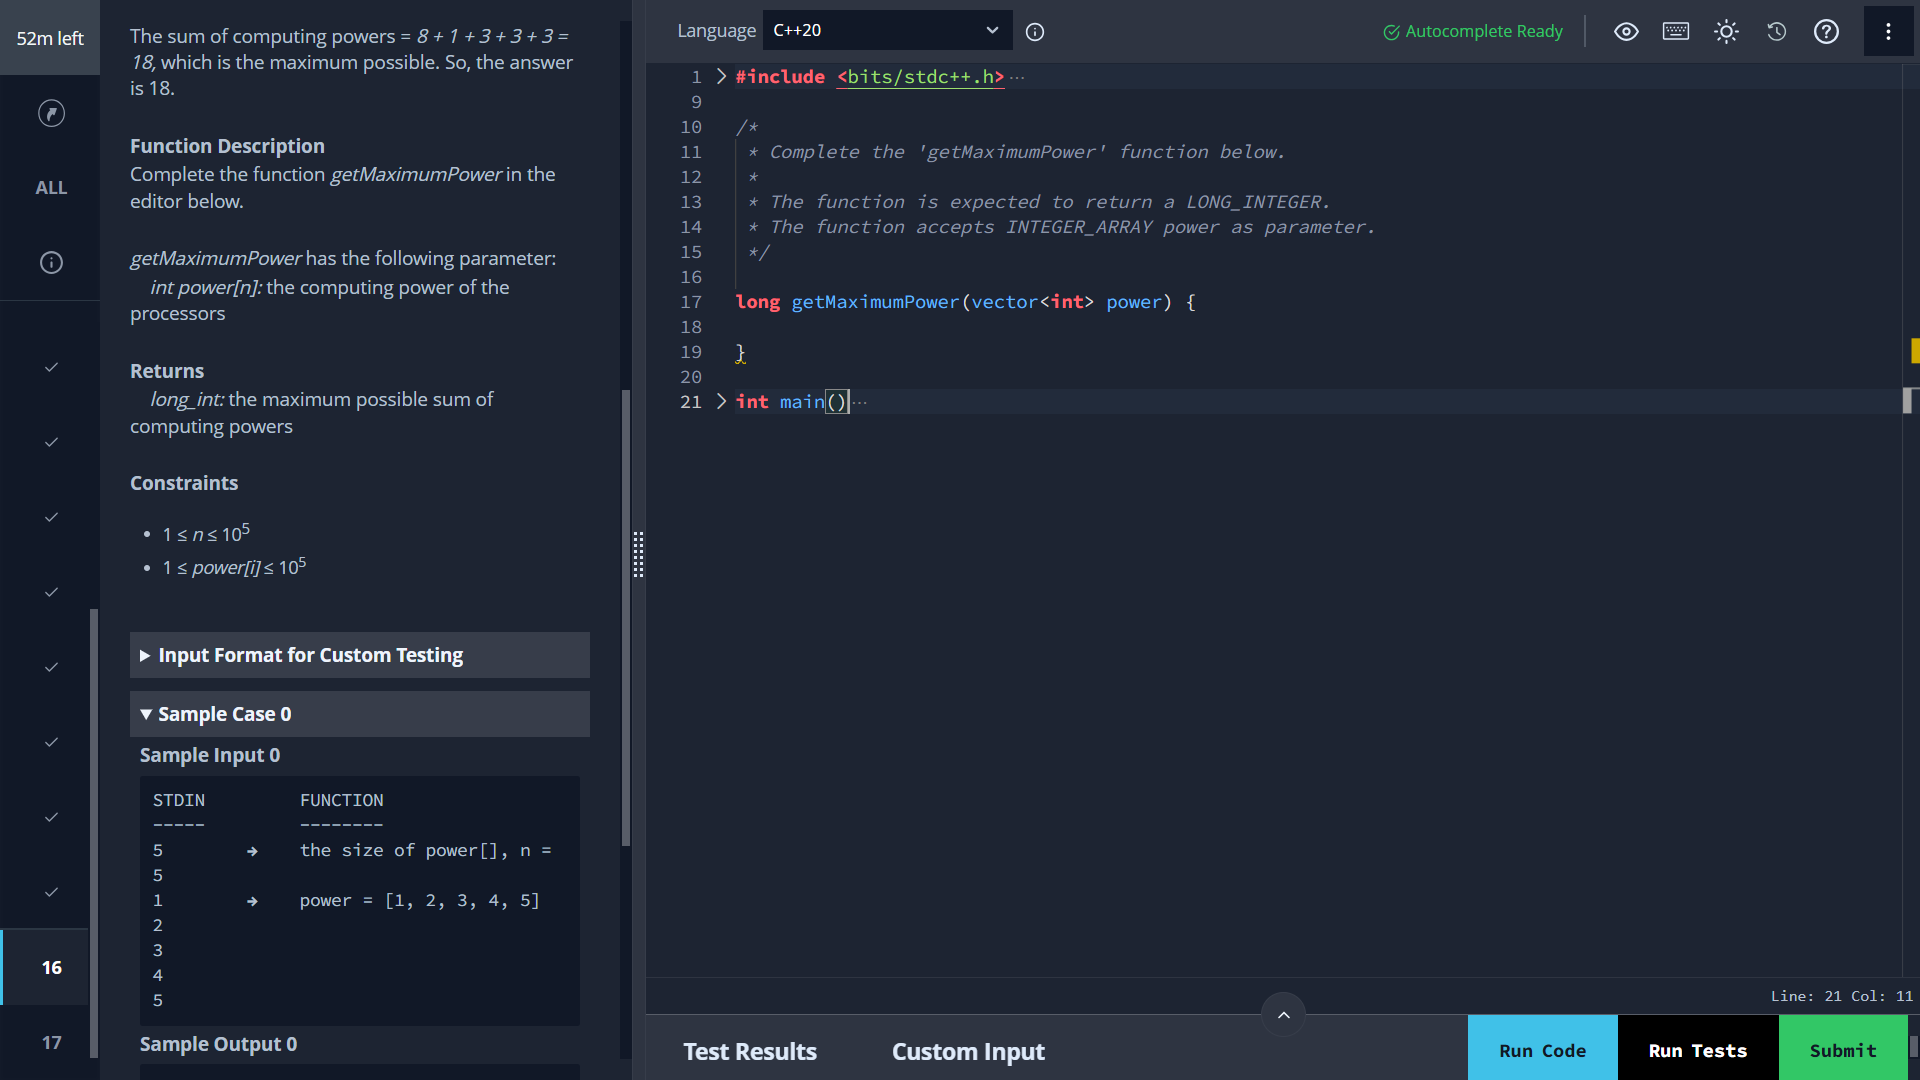 52m left
ALL
16
17
The sum of computing powers = 8 + 1 + 3 + 3 + 3 =
18, which is the maximum possible. So, the answer
is 18.
Function Description
Complete the function getMaximumPower in the
editor below.
getMaximumPower has the following parameter:
int power[n]: the computing power of the
processors
Returns
long_int: the maximum possible sum of
computing powers
Constraints
• 1 ≤ n ≤ 10^5
• 1 ≤ power[i] ≤ 10^5
Input Format for Custom Testing
Sample Case 0
Sample Input 0
STDIN FUNCTION
----- --------
5 → the size of power[], n =
5
1 → power = [1, 2, 3, 4, 5]
2
3
4
5
Sample Output 0
Language C++20 Autocomplete Ready
1 #include <bits/stdc++.h> ···
9
10 /*
11 * Complete the 'getMaximumPower' function below.
12 *
13 * The function is expected to return a LONG_INTEGER.
14 * The function accepts INTEGER_ARRAY power as parameter.
15 */
16
17 long getMaximumPower(vector<int> power) {
18
19 }
20
21 int main() ···
Line: 21 Col: 11
Test Results Custom Input Run Code Run Tests Submit